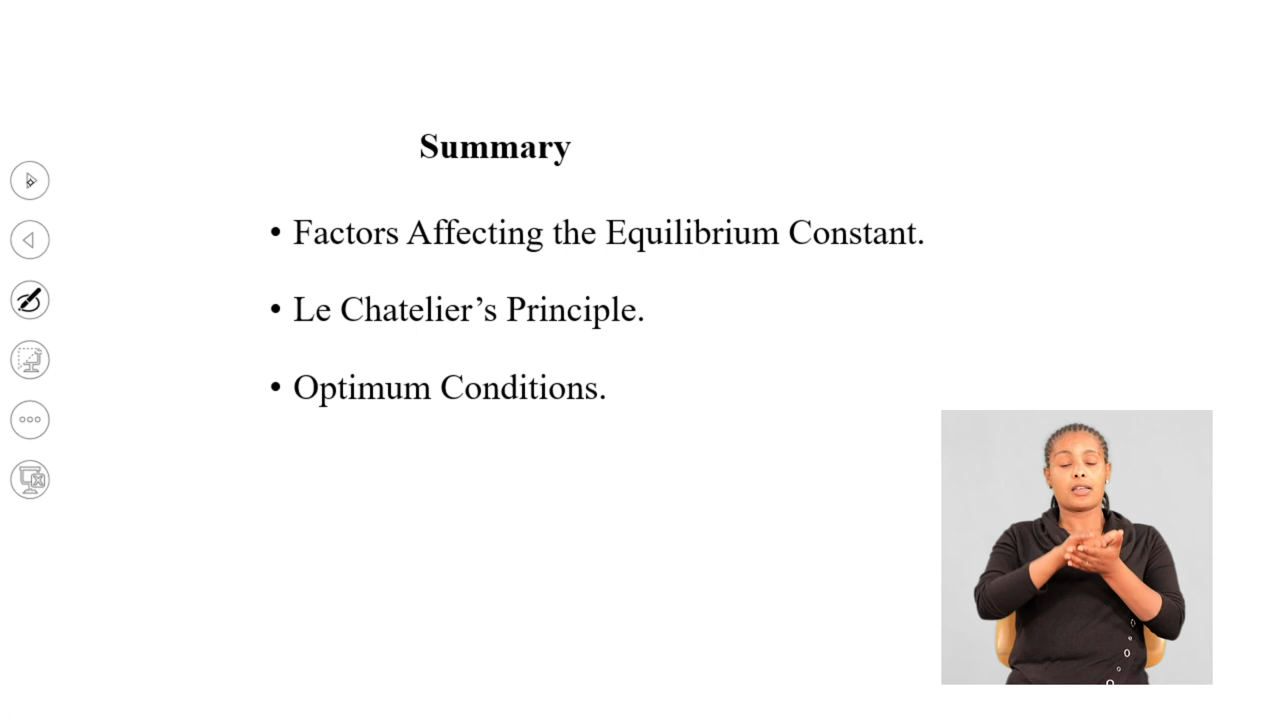 Summary
• Factors Affecting the Equilibrium Constant.
• Le Chatelier’s Principle.
• Optimum Conditions.